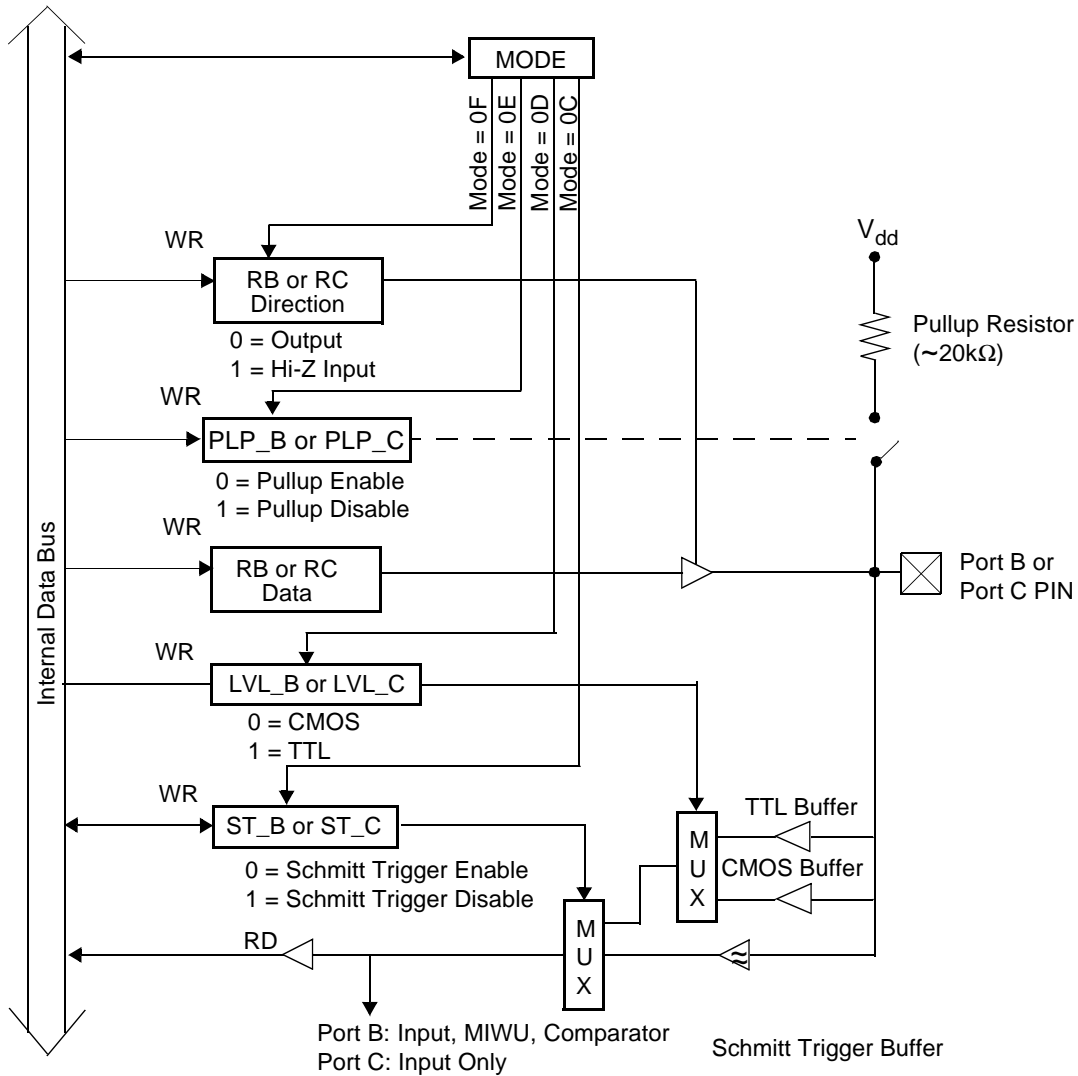 MODE
Mode = 0F
Mode = 0E
Mode = 0D
Mode = 0C
WR
RB or RC
Direction
0 = Output
1 = Hi-Z Input
Vdd
Pullup Resistor
(~20kΩ)
WR
PLP_B or PLP_C
0 = Pullup Enable
1 = Pullup Disable
Internal Data Bus
WR
RB or RC
Data
Port B or
Port C PIN
WR
LVL_B or LVL_C
0 = CMOS
1 = TTL
WR
ST_B or ST_C
0 = Schmitt Trigger Enable
1 = Schmitt Trigger Disable
MUX
TTL Buffer
CMOS Buffer
RD
MUX
≈
Port B: Input, MIWU, Comparator
Port C: Input Only
Schmitt Trigger Buffer